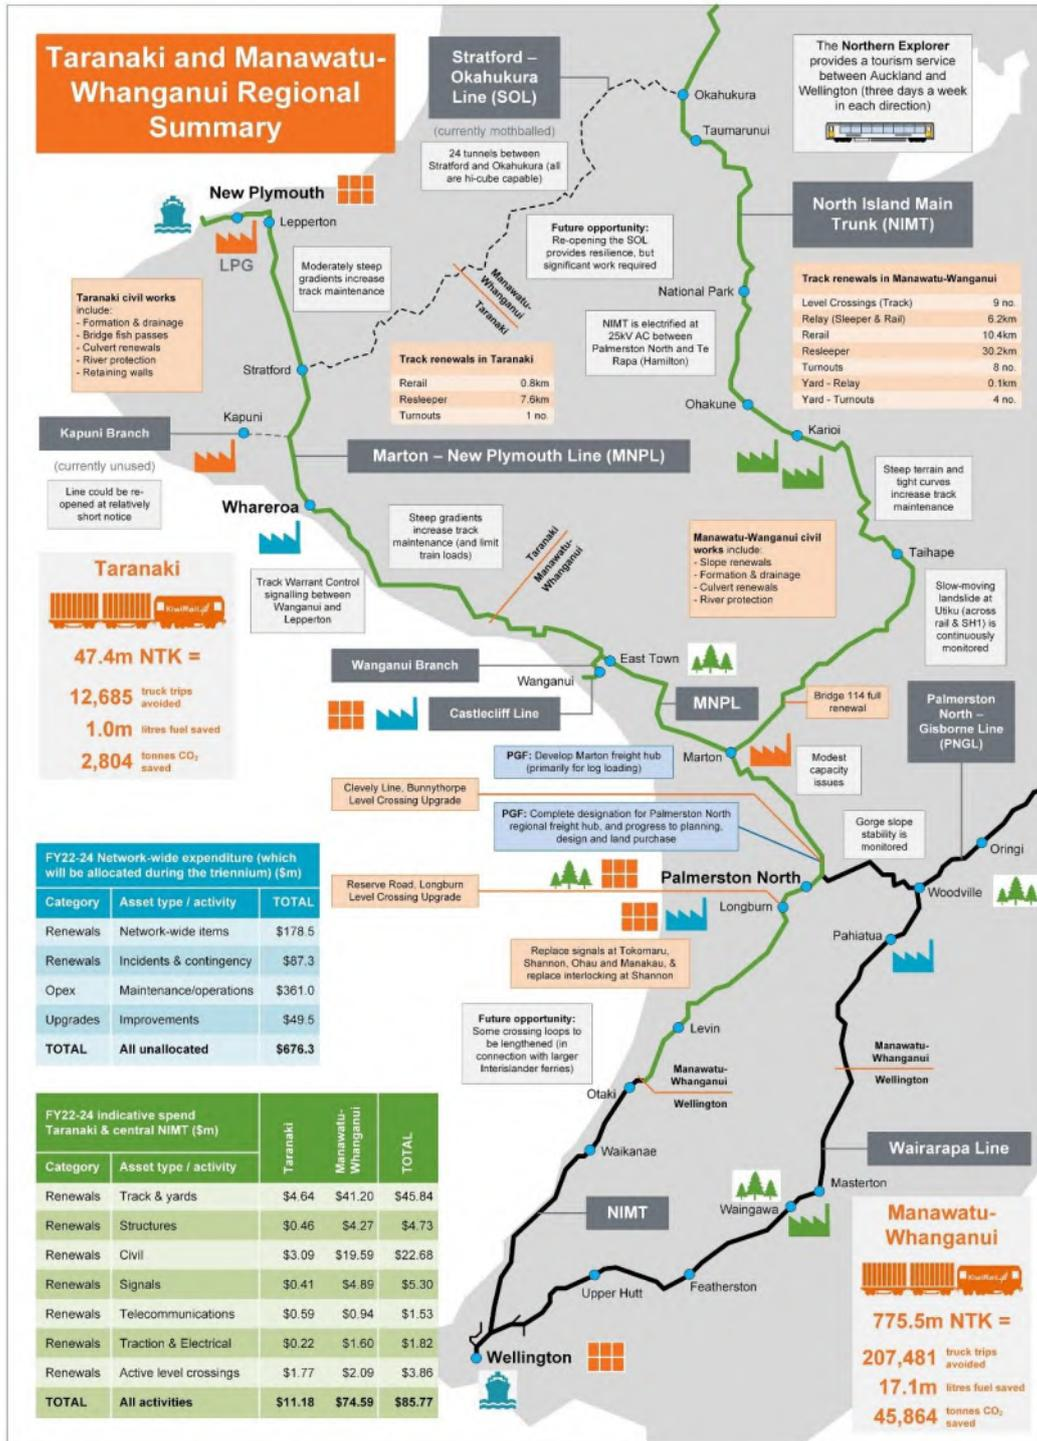 Taranaki and Manawatu-
Whanganui Regional
Summary
Stratford –
Okahukura
Line (SOL)
(currently mothballed)
24 tunnels between
Stratford and Okahukura (all
are hi-cube capable)
The Northern Explorer
provides a tourism service
between Auckland and
Wellington (three days a week
in each direction)
Okahukura
Taumarunui
New Plymouth
Lepperton
LPG
North Island Main
Trunk (NIMT)
Moderately steep
gradients increase
track maintenance
Future opportunity:
Re-opening the SOL
provides resilience, but
significant work required
Manawatu-
Whanganui
Taranaki
National Park
Taranaki civil works
include:
- Formation & drainage
- Bridge fish passes
- Culvert renewals
- River protection
- Retaining walls
Track renewals in Manawatu-Wanganui
Level Crossings (Track) 9 no.
Relay (Sleeper & Rail) 6.2km
Rerail 10.4km
Resleeper 30.2km
Turnouts 8 no.
Yard - Relay 0.1km
Yard - Turnouts 4 no.
NIMT is electrified at
25kV AC between
Palmerston North and Te
Rapa (Hamilton)
Stratford
Track renewals in Taranaki
Rerail 0.8km
Resleeper 7.6km
Turnouts 1 no.
Ohakune
Karioi
Kapuni
Kapuni Branch
(currently unused)
Line could be re-
opened at relatively
short notice
Marton – New Plymouth Line (MNPL)
Whareroa
Steep terrain and
tight curves
increase track
maintenance
Steep gradients
increase track
maintenance (and limit
train loads)
Taranaki
Manawatu-
Whanganui
Manawatu-Wanganui civil
works include:
- Slope renewals
- Formation & drainage
- Culvert renewals
- River protection
Taihape
Taranaki
KiwiRail
47.4m NTK =
12,685 truck trips
avoided
1.0m litres fuel saved
2,804 tonnes CO₂
saved
Track Warrant Control
signalling between
Wanganui and
Lepperton
Slow-moving
landslide at
Utiku (across
rail & SH1) is
continuously
monitored
Wanganui Branch
East Town
Wanganui
Castlecliff Line
MNPL
Bridge 114 full
renewal
Palmerston
North –
Gisborne Line
(PNGL)
PGF: Develop Marton freight hub
(primarily for log loading)
Marton
Modest
capacity
issues
Clevely Line, Bunnythorpe
Level Crossing Upgrade
PGF: Complete designation for Palmerston North
regional freight hub, and progress to planning,
design and land purchase
Gorge slope
stability is
monitored
Oringi
FY22-24 Network-wide expenditure (which
will be allocated during the triennium) ($m)
Category Asset type / activity TOTAL
Renewals Network-wide items $178.5
Renewals Incidents & contingency $87.3
Opex Maintenance/operations $361.0
Upgrades Improvements $49.5
TOTAL All unallocated $676.3
Reserve Road, Longburn
Level Crossing Upgrade
Palmerston North
Longburn
Woodville
Pahiatua
Replace signals at Tokomaru,
Shannon, Ohau and Manakau, &
replace interlocking at Shannon
Future opportunity:
Some crossing loops to
be lengthened (in
connection with larger
Interislander ferries)
Levin
Manawatu-
Whanganui
Wellington
Manawatu-
Whanganui
Wellington
Otaki
Waikanae
Wairarapa Line
Masterton
Waingawa
NIMT
Upper Hutt
Featherston
Wellington
FY22-24 indicative spend
Taranaki & central NIMT ($m)
Category Asset type / activity Taranaki Manawatu-
Whanganui TOTAL
Renewals Track & yards $4.64 $41.20 $45.84
Renewals Structures $0.46 $4.27 $4.73
Renewals Civil $3.09 $19.59 $22.68
Renewals Signals $0.41 $4.89 $5.30
Renewals Telecommunications $0.59 $0.94 $1.53
Renewals Traction & Electrical $0.22 $1.60 $1.82
Renewals Active level crossings $1.77 $2.09 $3.86
TOTAL All activities $11.18 $74.59 $85.77
Manawatu-
Whanganui
KiwiRail
775.5m NTK =
207,481 truck trips
avoided
17.1m litres fuel saved
45,864 tonnes CO₂
saved